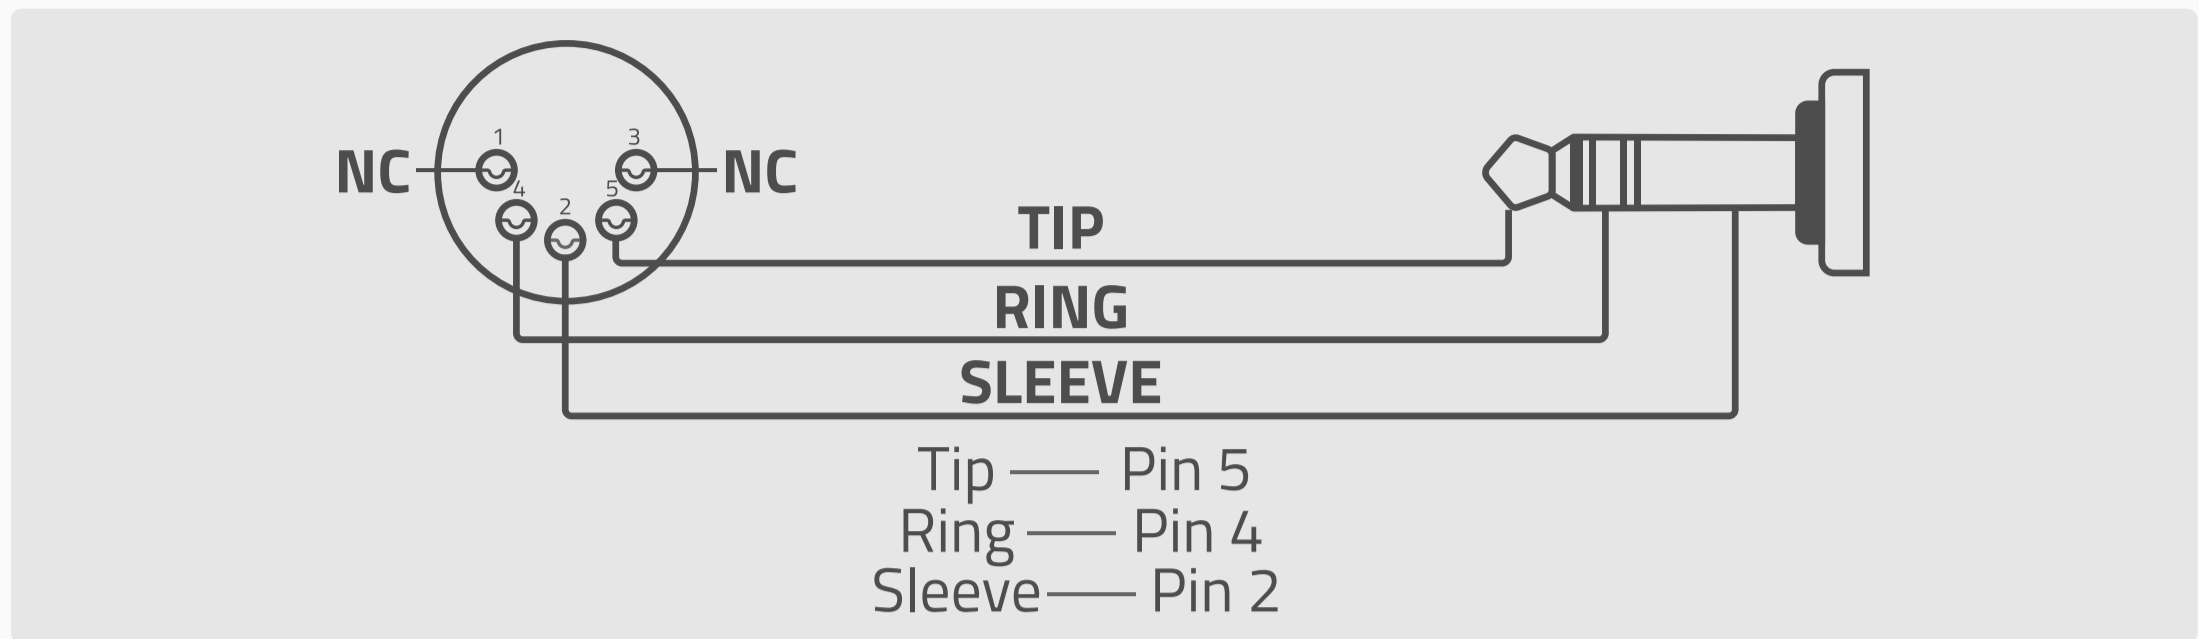 1
3
NC
NC
4
5
2
TIP
RING
SLEEVE
Tip Pin 5
Ring Pin 4
Sleeve Pin 2